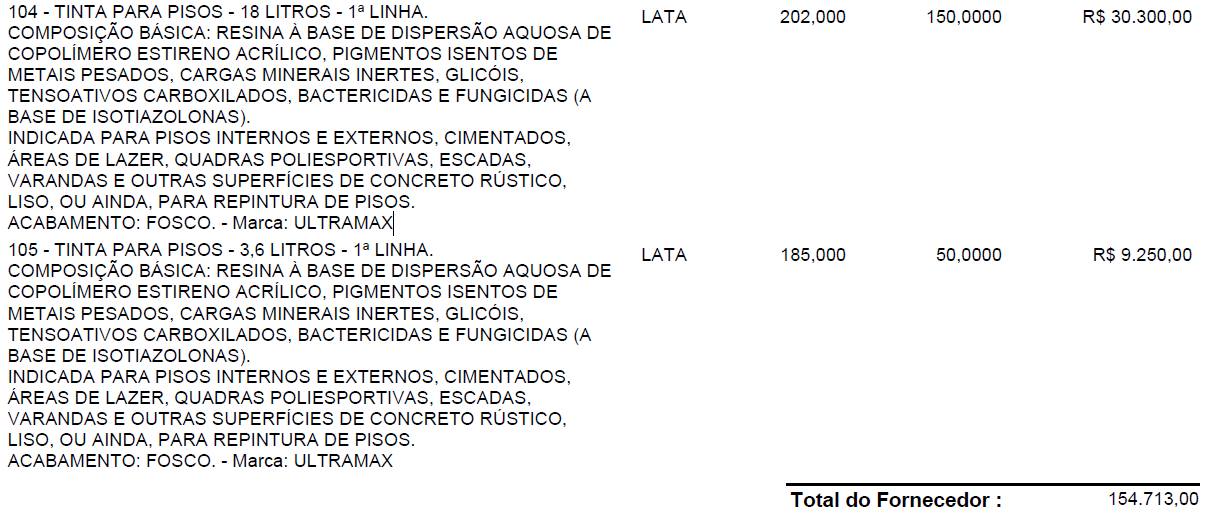 104 - TINTA PARA PISOS - 18 LITROS - 1ª LINHA. LATA 202,000 150,0000 R$ 30.300,00
COMPOSIÇÃO BÁSICA: RESINA À BASE DE DISPERSÃO AQUOSA DE
COPOLÍMERO ESTIRENO ACRÍLICO, PIGMENTOS ISENTOS DE
METAIS PESADOS, CARGAS MINERAIS INERTES, GLICÓIS,
TENSOATIVOS CARBOXILADOS, BACTERICIDAS E FUNGICIDAS (A
BASE DE ISOTIAZOLONAS).
INDICADA PARA PISOS INTERNOS E EXTERNOS, CIMENTADOS,
ÁREAS DE LAZER, QUADRAS POLIESPORTIVAS, ESCADAS,
VARANDAS E OUTRAS SUPERFÍCIES DE CONCRETO RÚSTICO,
LISO, OU AINDA, PARA REPINTURA DE PISOS.
ACABAMENTO: FOSCO. - Marca: ULTRAMAX
105 - TINTA PARA PISOS - 3,6 LITROS - 1ª LINHA. LATA 185,000 50,0000 R$ 9.250,00
COMPOSIÇÃO BÁSICA: RESINA À BASE DE DISPERSÃO AQUOSA DE
COPOLÍMERO ESTIRENO ACRÍLICO, PIGMENTOS ISENTOS DE
METAIS PESADOS, CARGAS MINERAIS INERTES, GLICÓIS,
TENSOATIVOS CARBOXILADOS, BACTERICIDAS E FUNGICIDAS (A
BASE DE ISOTIAZOLONAS).
INDICADA PARA PISOS INTERNOS E EXTERNOS, CIMENTADOS,
ÁREAS DE LAZER, QUADRAS POLIESPORTIVAS, ESCADAS,
VARANDAS E OUTRAS SUPERFÍCIES DE CONCRETO RÚSTICO,
LISO, OU AINDA, PARA REPINTURA DE PISOS.
ACABAMENTO: FOSCO. - Marca: ULTRAMAX
Total do Fornecedor : 154.713,00